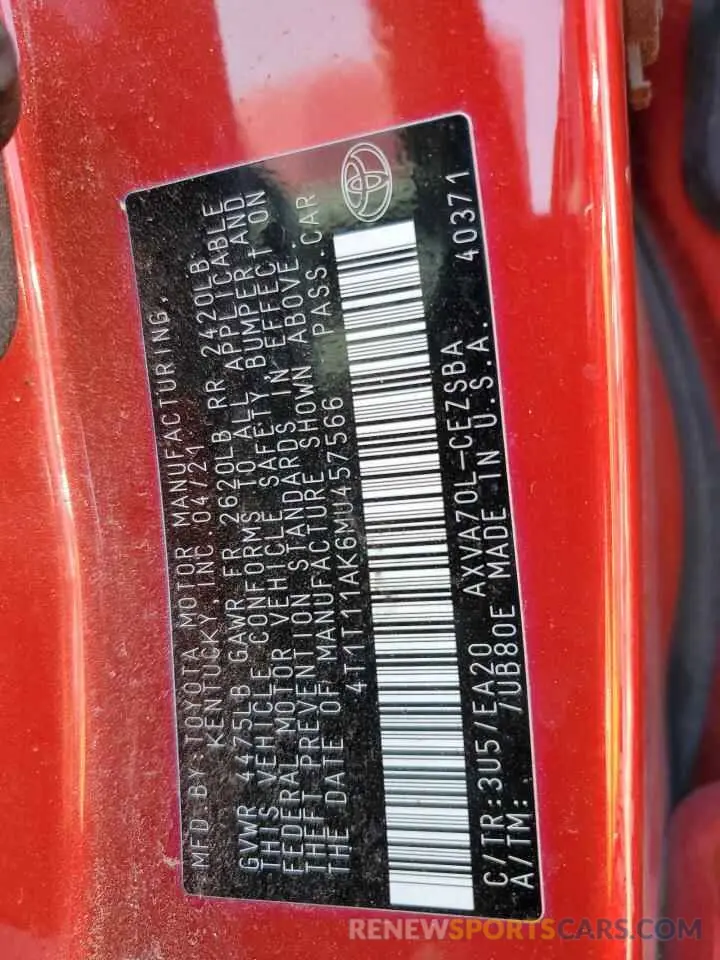 MFD.BY:TOYOTA MOTOR MANUFACTURING,
KENTUCKY, INC. 04/21
GVWR 4475LB GAWR FR 2620LB RR 2420LB
THIS VEHICLE CONFORMS TO ALL APPLICABLE
FEDERAL MOTOR VEHICLE SAFETY BUMPER AND
THEFT PREVENTION STANDARDS IN EFFECT ON
THE DATE OF MANUFACTURE SHOWN ABOVE.
4T1T11AK6MU457566 PASS.CAR
C/TR:3U5/EA20 AXVA70L-CEZSBA 40371
A/TM: /UB80E MADE IN U.S.A.
RENEWSPORTSCARS.COM